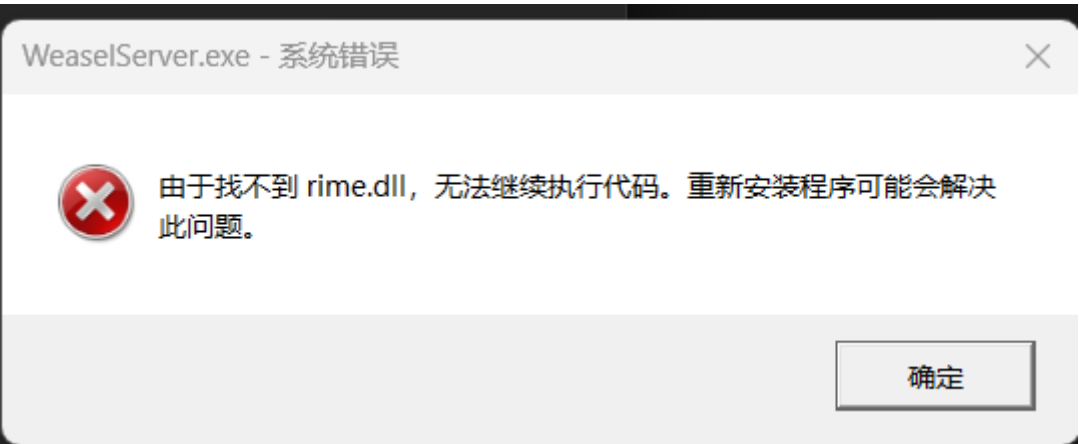 WeaselServer.exe - 系统错误
由于找不到 rime.dll，无法继续执行代码。重新安装程序可能会解决
此问题。
确定